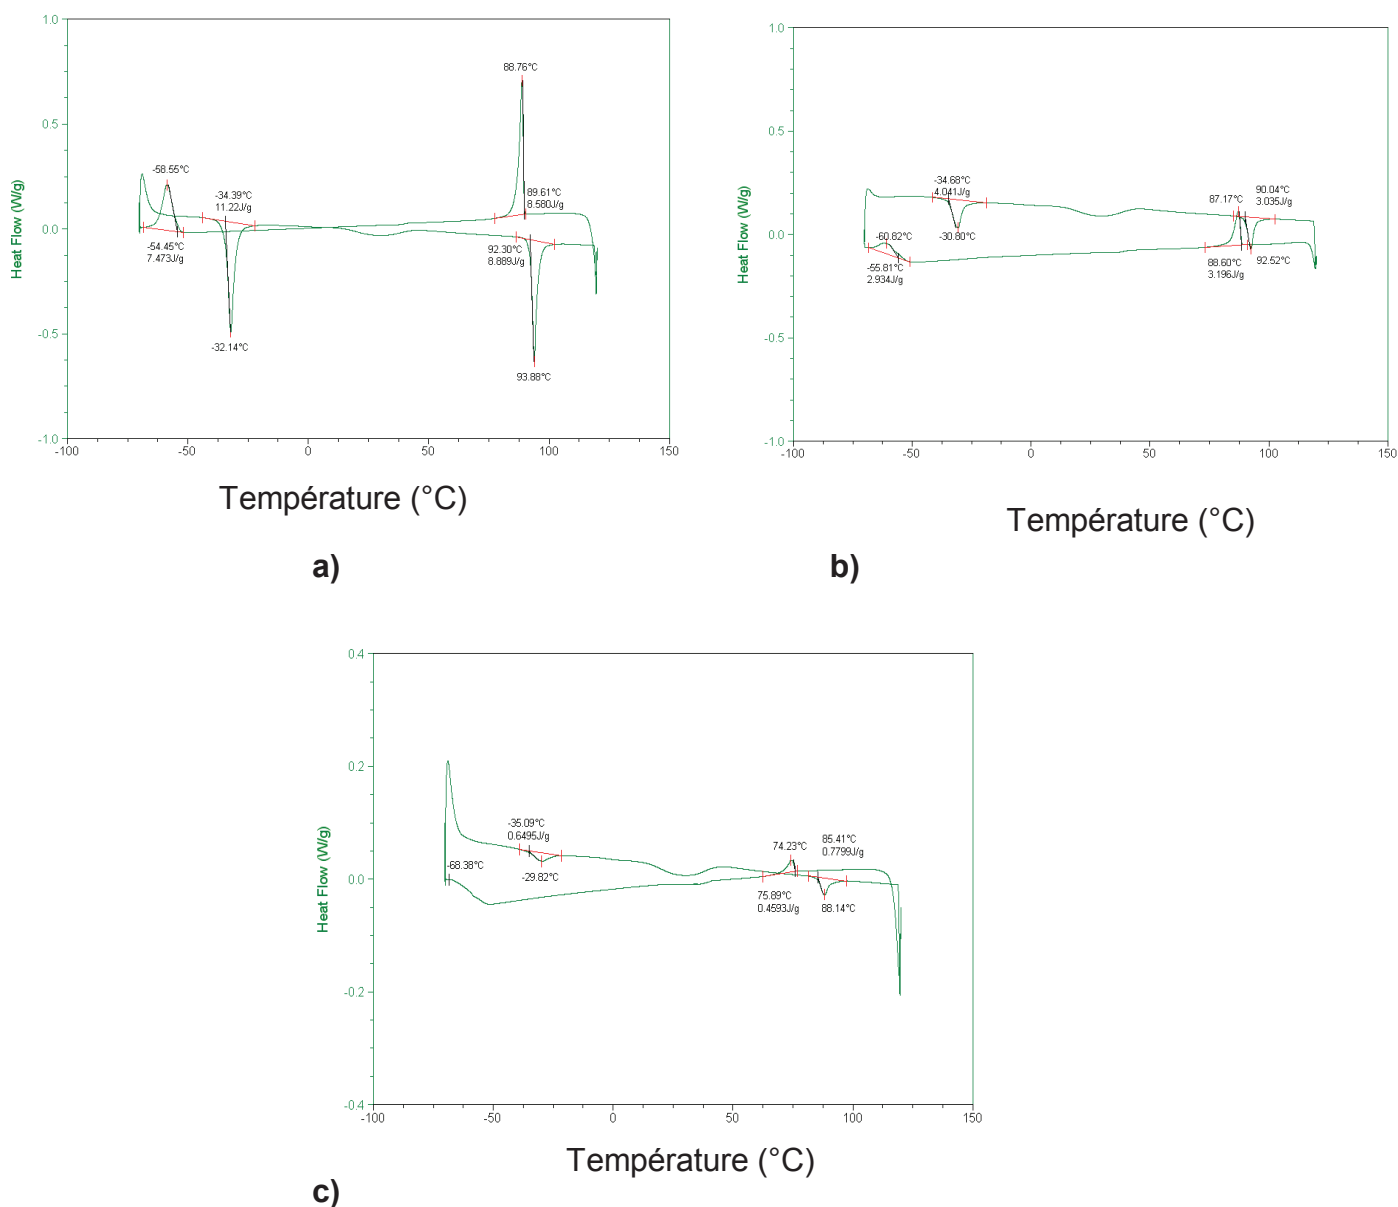 1.0
0.5
0.0
-0.5
-1.0
Heat Flow (W/g)
-58.55°C
-54.45°C
7.473J/g
-34.39°C
11.22J/g
-32.14°C
88.76°C
89.61°C
8.580J/g
92.30°C
8.889J/g
93.88°C
-100
-50
0
50
100
150
Température (°C)
a)
1.0
0.5
0.0
-0.5
-1.0
Heat Flow (W/g)
-34.68°C
4.041J/g
-30.80°C
-60.82°C
-55.81°C
2.934J/g
87.17°C
90.04°C
3.035J/g
88.60°C
3.196J/g
92.52°C
-100
-50
0
50
100
150
Température (°C)
b)
0.4
0.2
0.0
-0.2
-0.4
Heat Flow (W/g)
-35.09°C
0.6495J/g
-29.82°C
-68.38°C
74.23°C
85.41°C
0.7799J/g
75.89°C
0.4593J/g
88.14°C
-100
-50
0
50
100
150
Température (°C)
c)